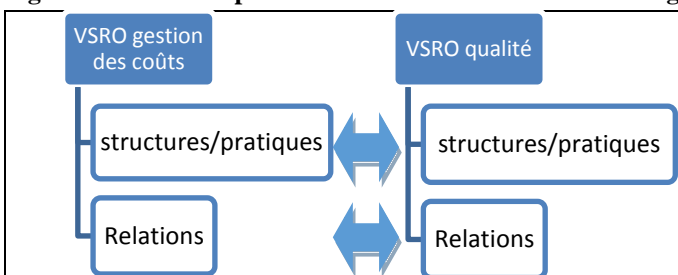 VSRO gestion
des coûts
VSRO qualité
structures/pratiques
structures/pratiques
Relations
Relations